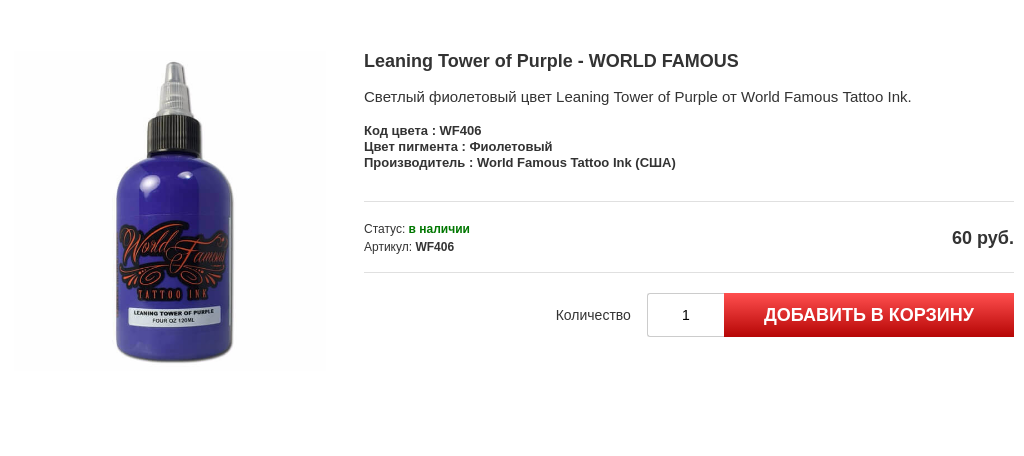 Leaning Tower of Purple - WORLD FAMOUS
Светлый фиолетовый цвет Leaning Tower of Purple от World Famous Tattoo Ink.
Код цвета : WF406
Цвет пигмента : Фиолетовый
Производитель : World Famous Tattoo Ink (США)
Статус: в наличии
Артикул: WF406
60 руб.
Количество
1
ДОБАВИТЬ В КОРЗИНУ
World Famous
TATTOO INK
LEANING TOWER OF PURPLE
FOUR OZ 120ML